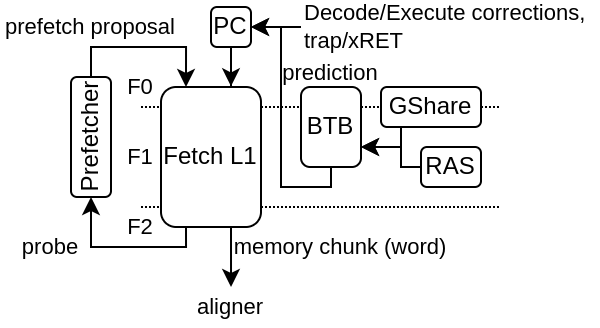 prefetch proposal
PC
Decode/Execute corrections,
trap/xRET
prediction
F0
Prefetcher
GShare
BTB
F1
Fetch L1
RAS
F2
probe
memory chunk (word)
aligner